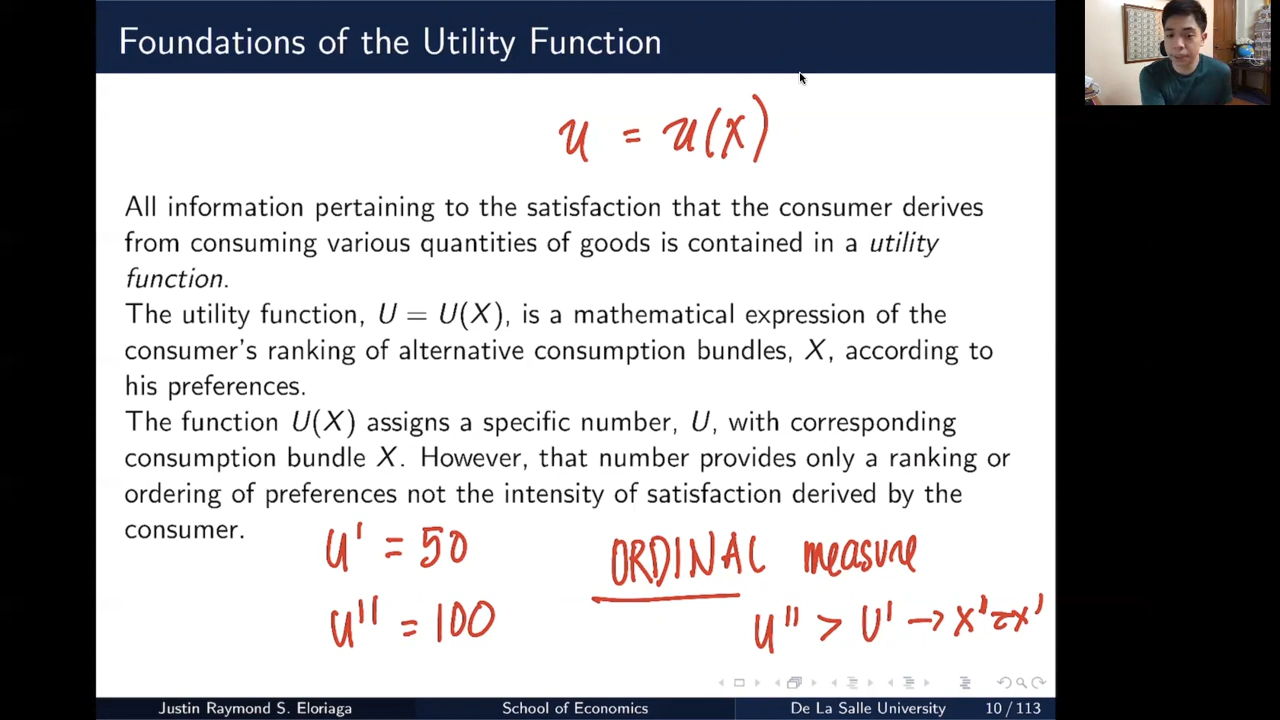 Foundations of the Utility Function
u = u(X)
All information pertaining to the satisfaction that the consumer derives
from consuming various quantities of goods is contained in a utility
function.
The utility function, U = U(X), is a mathematical expression of the
consumer's ranking of alternative consumption bundles, X, according to
his preferences.
The function U(X) assigns a specific number, U, with corresponding
consumption bundle X. However, that number provides only a ranking or
ordering of preferences not the intensity of satisfaction derived by the
consumer.
u' = 50
ORDINAL measure
u'' = 100
u'' > U' →
Justin Raymond S. Eloriaga School of Economics De La Salle University 10 / 113